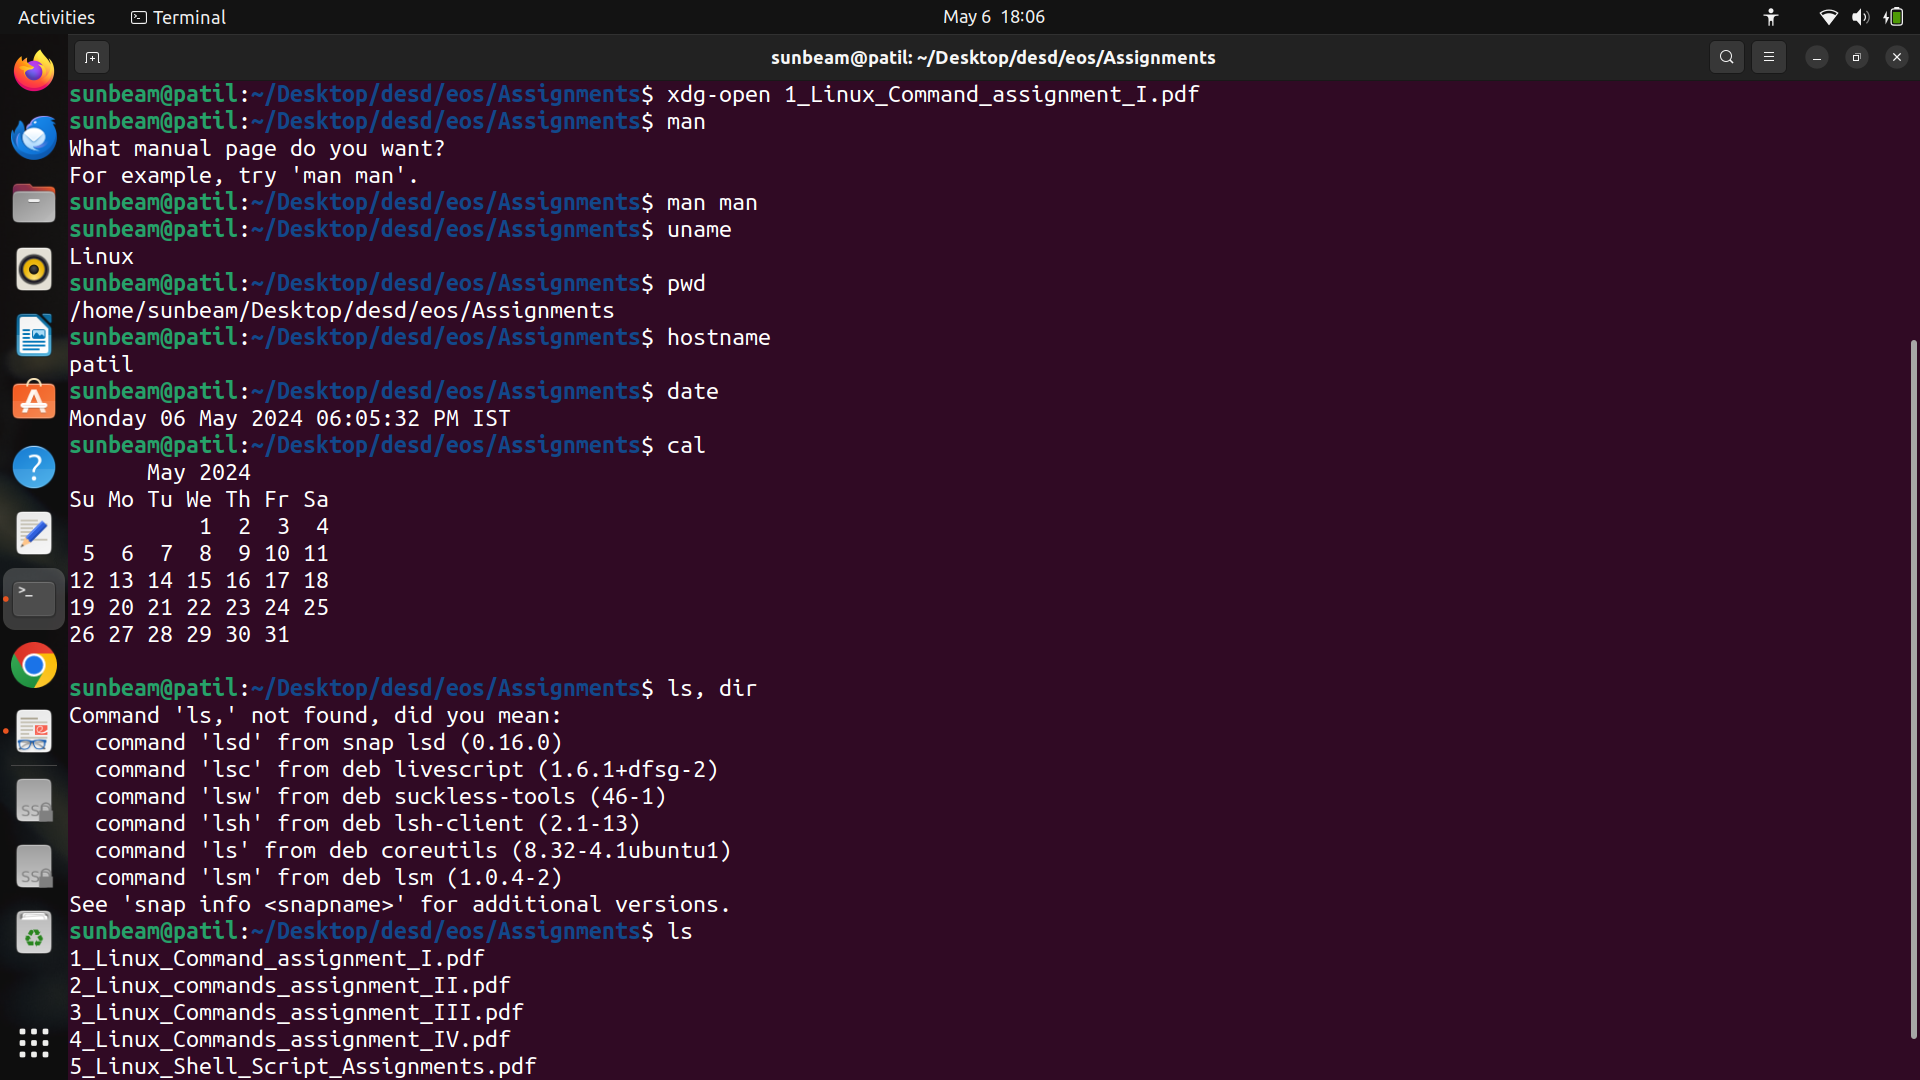 Activities Terminal May 6 18:06
sunbeam@patil: ~/Desktop/desd/eos/Assignments
sunbeam@patil:~/Desktop/desd/eos/Assignments$ xdg-open 1_Linux_Command_assignment_I.pdf
sunbeam@patil:~/Desktop/desd/eos/Assignments$ man
What manual page do you want?
For example, try 'man man'.
sunbeam@patil:~/Desktop/desd/eos/Assignments$ man man
sunbeam@patil:~/Desktop/desd/eos/Assignments$ uname
Linux
sunbeam@patil:~/Desktop/desd/eos/Assignments$ pwd
/home/sunbeam/Desktop/desd/eos/Assignments
sunbeam@patil:~/Desktop/desd/eos/Assignments$ hostname
patil
sunbeam@patil:~/Desktop/desd/eos/Assignments$ date
Monday 06 May 2024 06:05:32 PM IST
sunbeam@patil:~/Desktop/desd/eos/Assignments$ cal
      May 2024
Su Mo Tu We Th Fr Sa
          1  2  3  4
 5  6  7  8  9 10 11
12 13 14 15 16 17 18
19 20 21 22 23 24 25
26 27 28 29 30 31
sunbeam@patil:~/Desktop/desd/eos/Assignments$ ls, dir
Command 'ls,' not found, did you mean:
  command 'lsd' from snap lsd (0.16.0)
  command 'lsc' from deb livescript (1.6.1+dfsg-2)
  command 'lsw' from deb suckless-tools (46-1)
  command 'lsh' from deb lsh-client (2.1-13)
  command 'ls' from deb coreutils (8.32-4.1ubuntu1)
  command 'lsm' from deb lsm (1.0.4-2)
See 'snap info <snapname>' for additional versions.
sunbeam@patil:~/Desktop/desd/eos/Assignments$ ls
1_Linux_Command_assignment_I.pdf
2_Linux_commands_assignment_II.pdf
3_Linux_Commands_assignment_III.pdf
4_Linux_Commands_assignment_IV.pdf
5_Linux_Shell_Script_Assignments.pdf